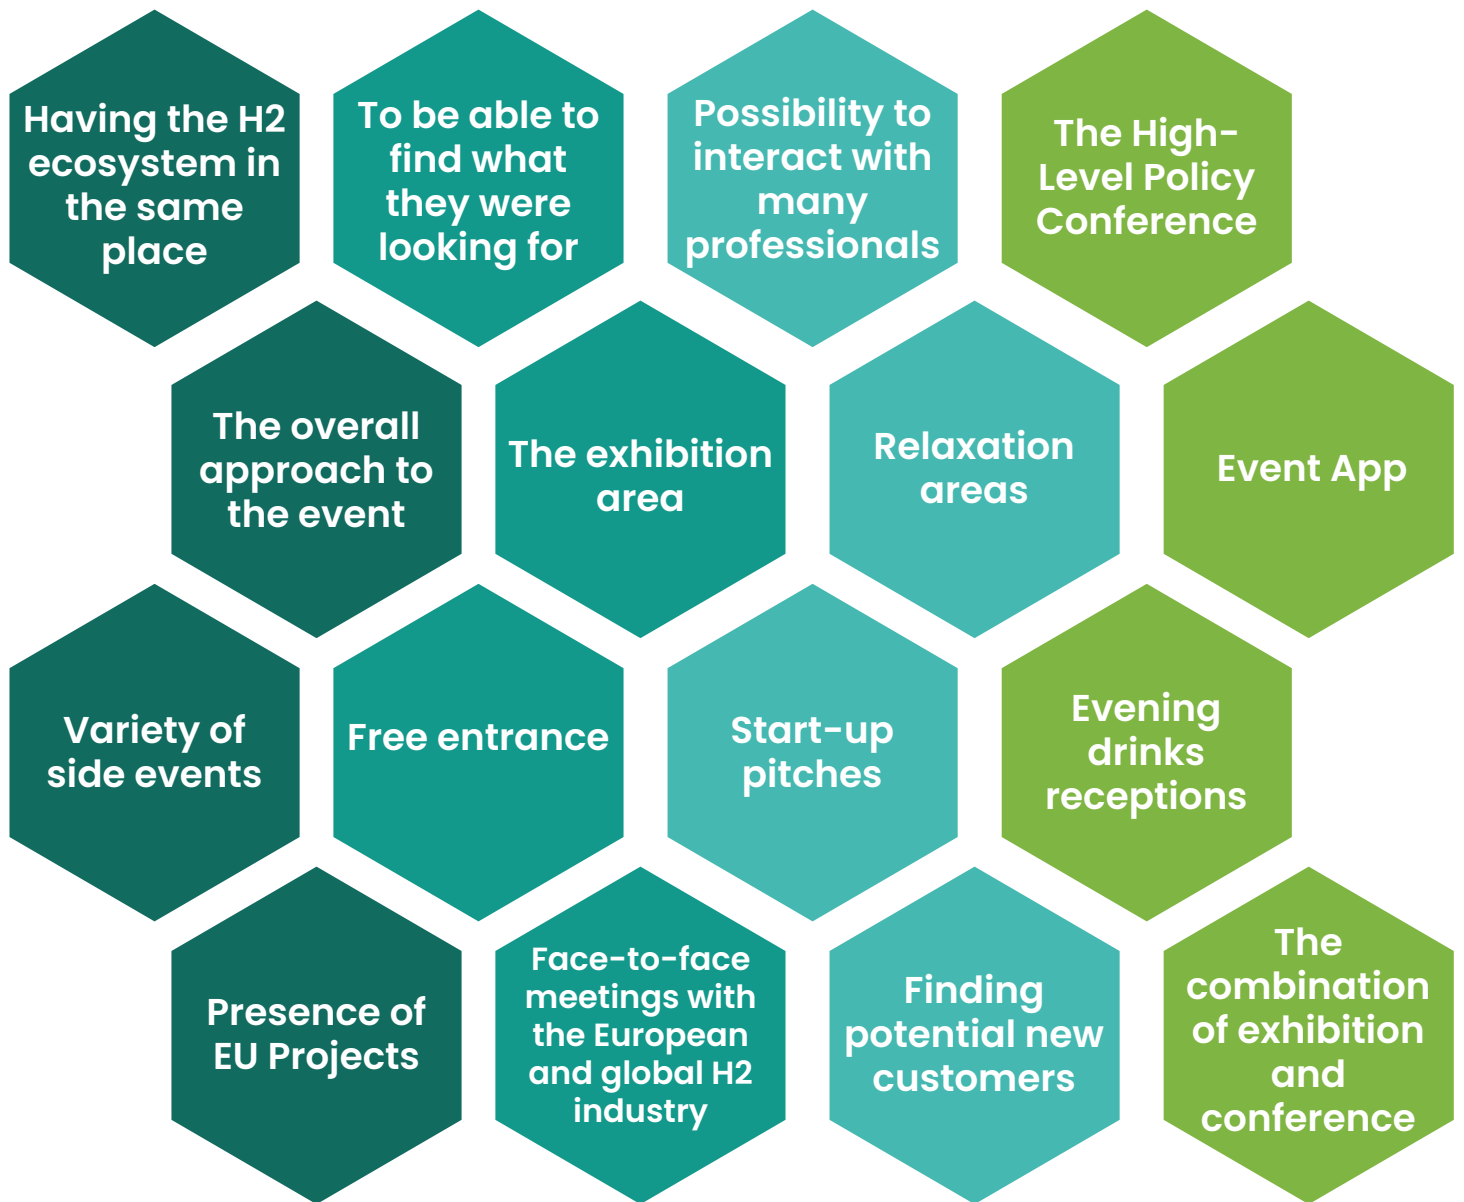 Having the H2
ecosystem in
the same
place
To be able to
find what
they were
looking for
Possibility to
interact with
many
professionals
The High-
Level Policy
Conference
The overall
approach to
the event
The exhibition
area
Relaxation
areas
Event App
Variety of
side events
Free entrance
Start-up
pitches
Evening
drinks
receptions
Presence of
EU Projects
Face-to-face
meetings with
the European
and global H2
industry
Finding
potential new
customers
The
combination
of exhibition
and
conference